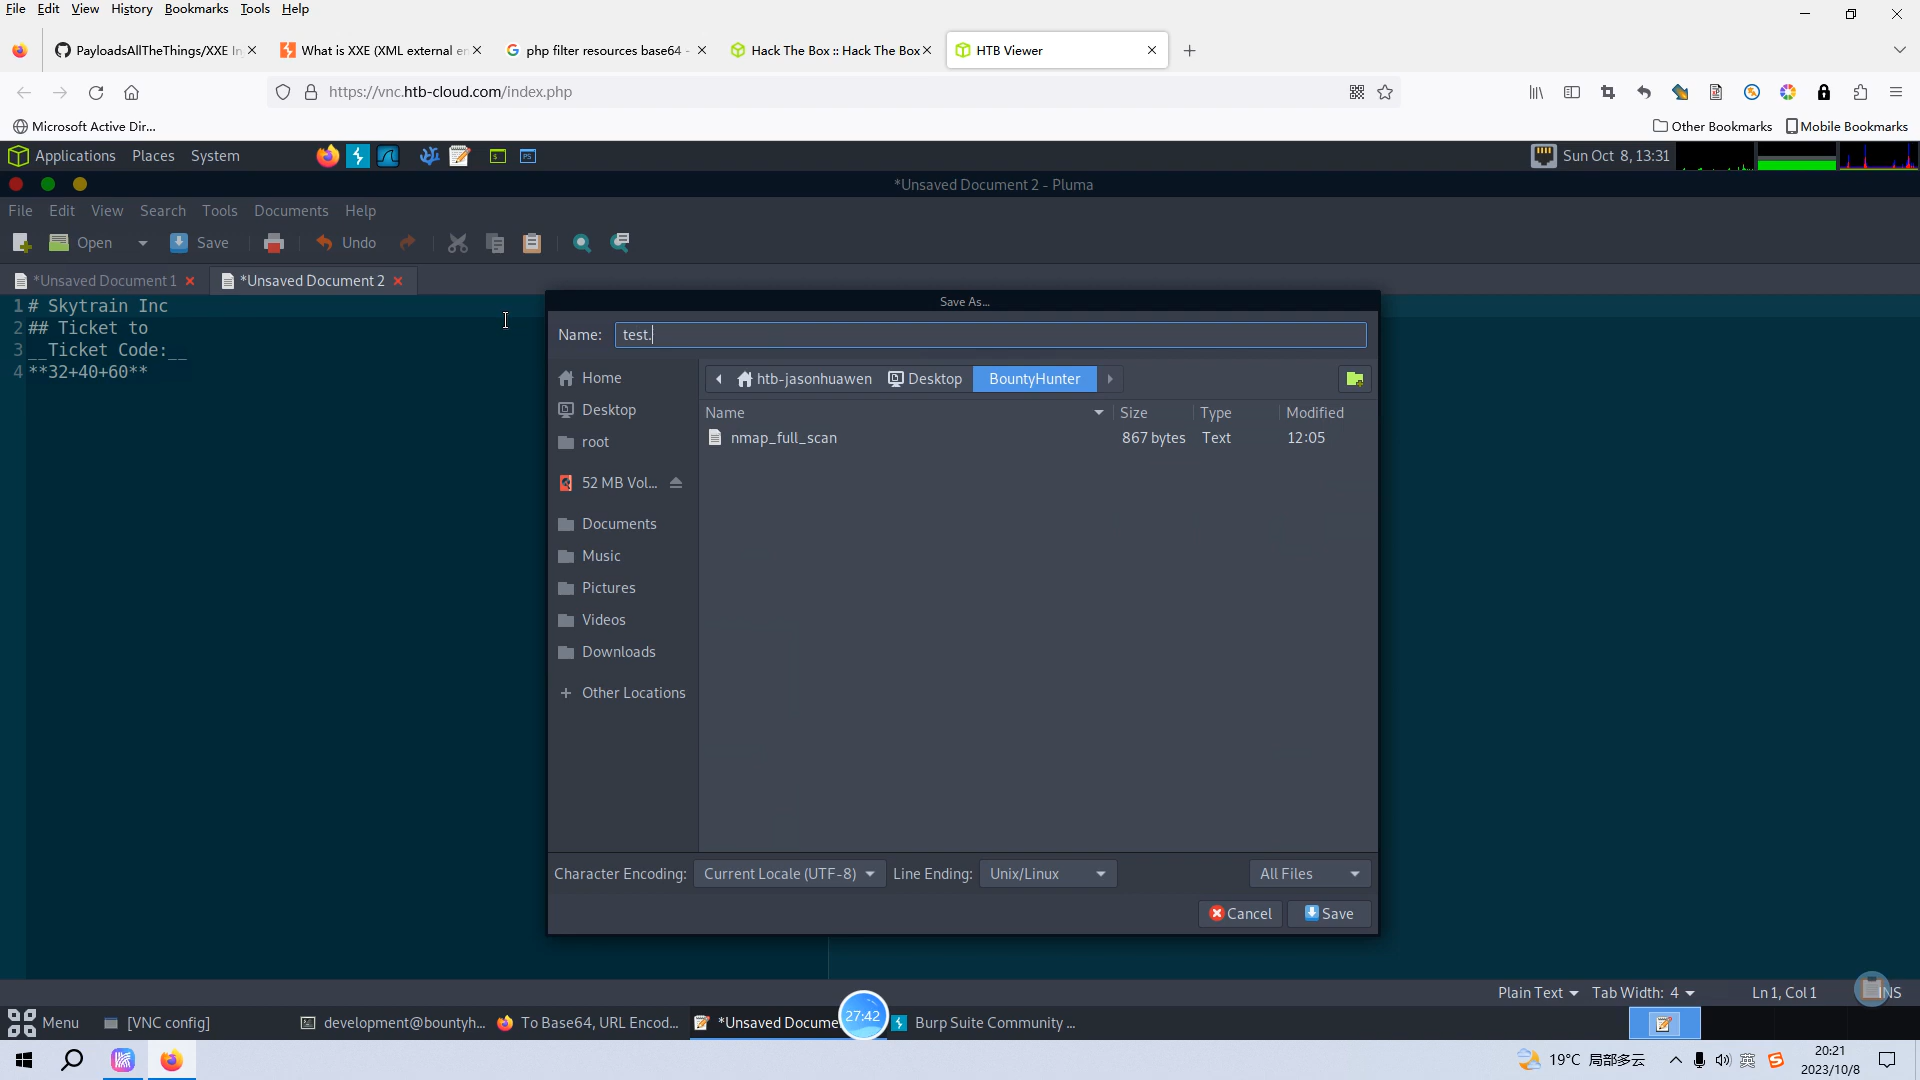 File Edit View History Bookmarks Tools Help
PayloadsAllTheThings/XXE In
What is XXE (XML external en
php filter resources base64 -
Hack The Box :: Hack The Box
HTB Viewer
https://vnc.htb-cloud.com/index.php
Microsoft Active Dir...
Other Bookmarks
Mobile Bookmarks
Applications Places System
Sun Oct 8, 13:31
*Unsaved Document 2 - Pluma
File Edit View Search Tools Documents Help
Open Save Undo
*Unsaved Document 1
*Unsaved Document 2
1 # Skytrain Inc
2 ## Ticket to
3 __Ticket Code:__
4 **32+40+60**
Save As...
Name: test.
Home
Desktop
root
52 MB Vol...
Documents
Music
Pictures
Videos
Downloads
Other Locations
htb-jasonhuawen Desktop BountyHunter
Name Size Type Modified
nmap_full_scan 867 bytes Text 12:05
Character Encoding: Current Locale (UTF-8) Line Ending: Unix/Linux All Files
Cancel Save
Plain Text Tab Width: 4 Ln 1, Col 1 INS
Menu
[VNC config]
development@bountyh...
To Base64, URL Encod...
*Unsaved Docume
27:42
Burp Suite Community ...
19°C 局部多云
英
20:21
2023/10/8